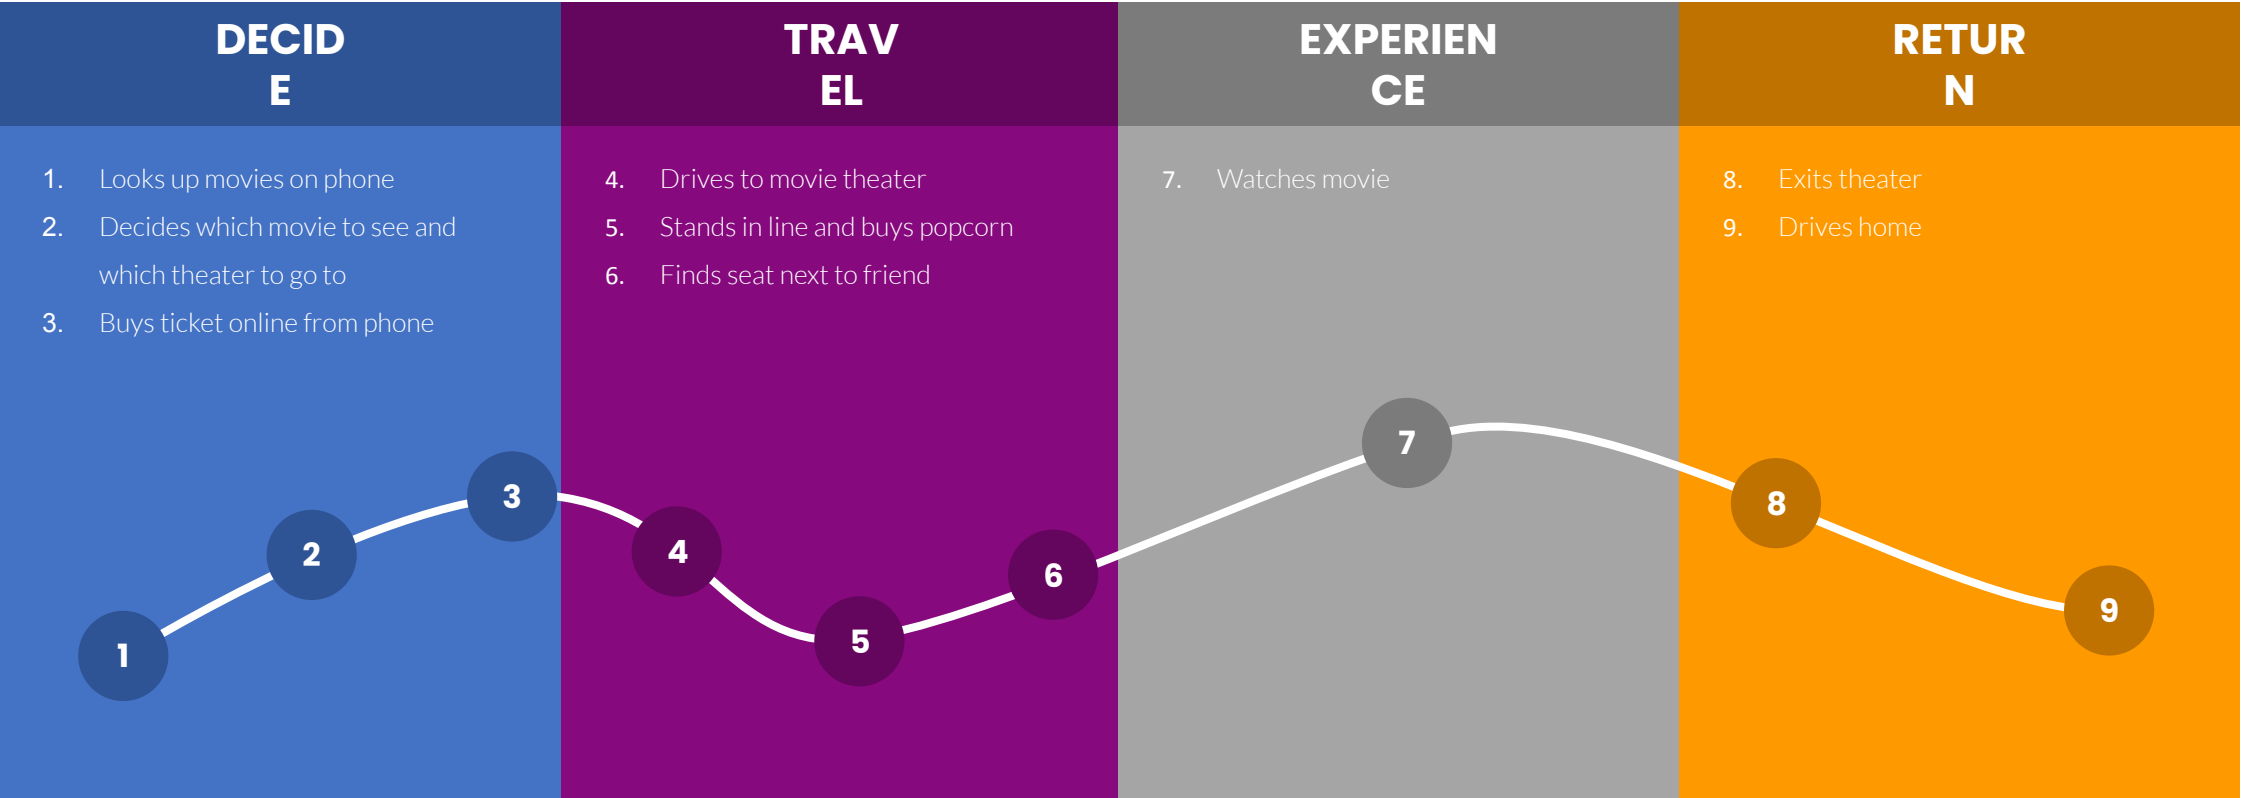 DECID
E
TRAV
EL
EXPERIEN
CE
RETUR
N
1. Looks up movies on phone
2. Decides which movie to see and
which theater to go to
3. Buys ticket online from phone
4. Drives to movie theater
5. Stands in line and buys popcorn
6. Finds seat next to friend
7. Watches movie
8. Exits theater
9. Drives home
1
2
3
4
5
6
7
8
9